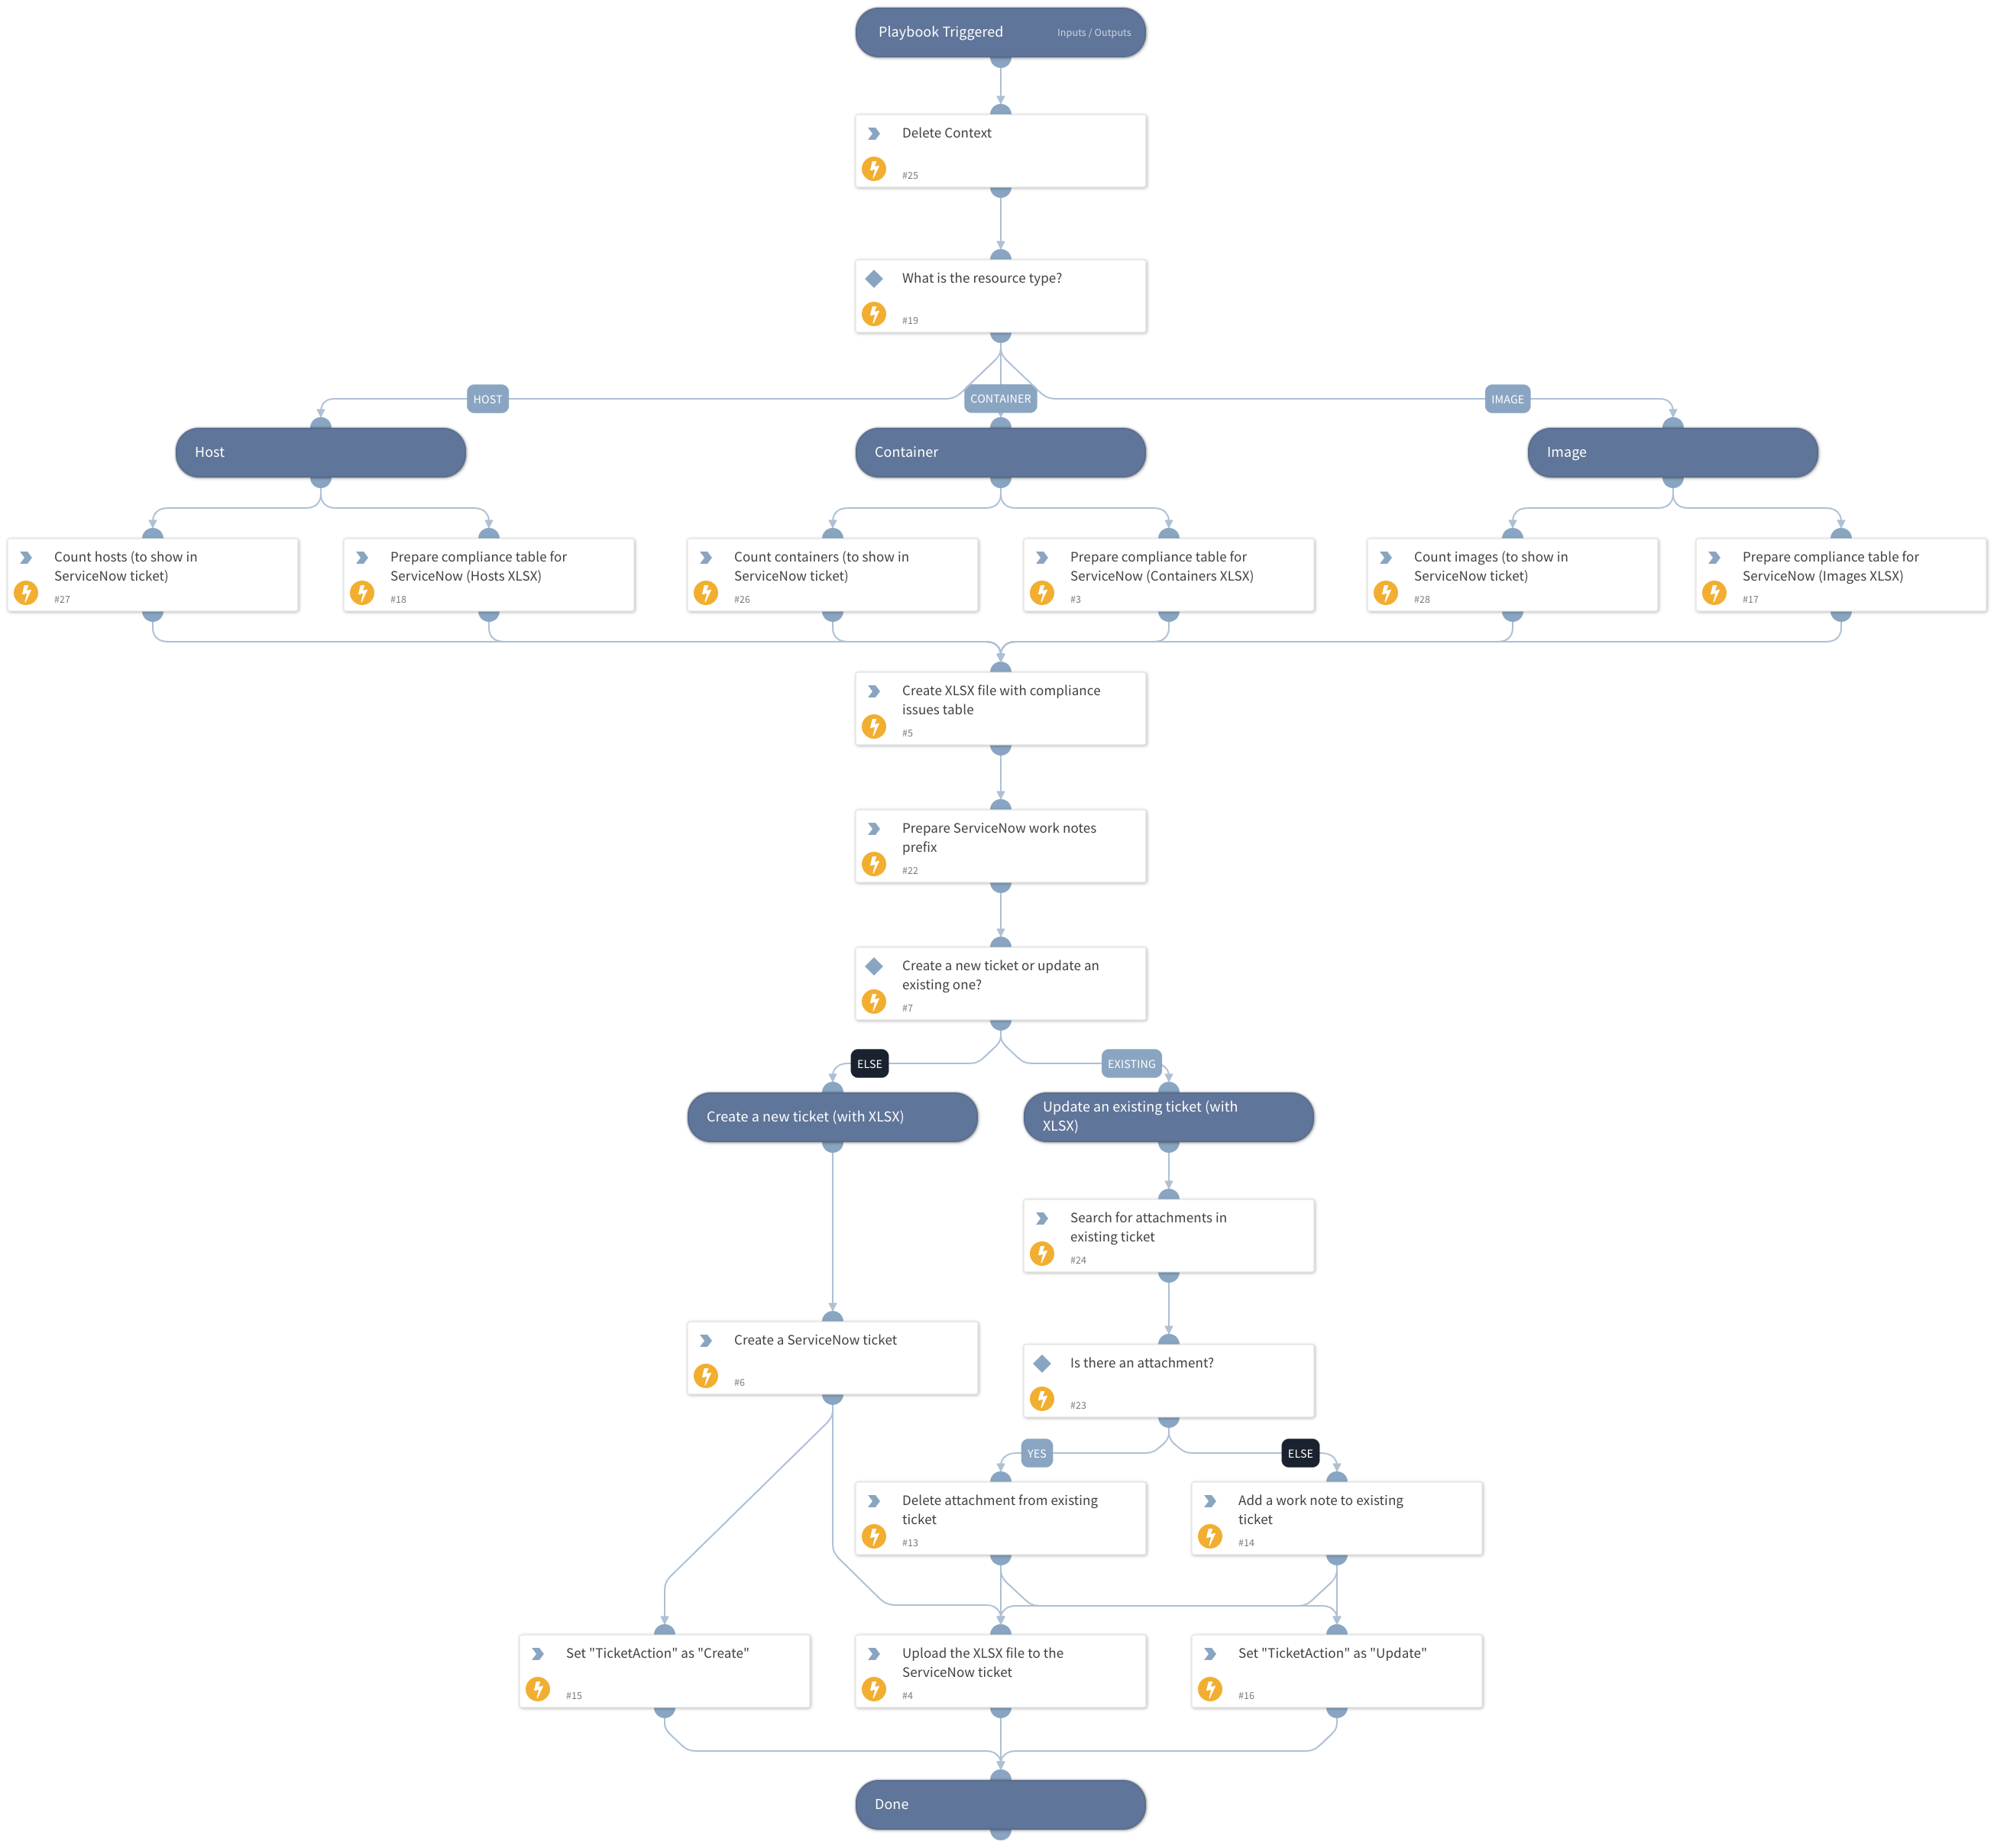 Playbook Triggered
Inputs / Outputs
Delete Context
#25
What is the resource type?
#19
HOST
CONTAINER
IMAGE
Host
Container
Image
Count hosts (to show in
ServiceNow ticket)
#27
Prepare compliance table for
ServiceNow (Hosts XLSX)
#18
Count containers (to show in
ServiceNow ticket)
#26
Prepare compliance table for
ServiceNow (Containers XLSX)
#3
Count images (to show in
ServiceNow ticket)
#28
Prepare compliance table for
ServiceNow (Images XLSX)
#17
Create XLSX file with compliance
issues table
#5
Prepare ServiceNow work notes
prefix
#22
Create a new ticket or update an
existing one?
#7
ELSE
EXISTING
Create a new ticket (with XLSX)
Update an existing ticket (with
XLSX)
Search for attachments in
existing ticket
#24
Create a ServiceNow ticket
#6
Is there an attachment?
#23
YES
ELSE
Delete attachment from existing
ticket
#13
Add a work note to existing
ticket
#14
Set "TicketAction" as "Create"
#15
Upload the XLSX file to the
ServiceNow ticket
#4
Set "TicketAction" as "Update"
#16
Done